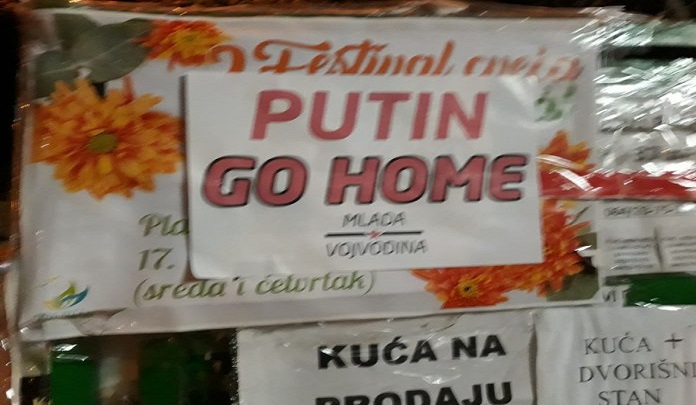 Festival cveća
PUTIN
GO HOME
MLADA
VOJVODINA
17.
(sreda i četvrtak)
KUĆA NA
PRODAJU
KUĆA +
DVORIŠNI
STAN